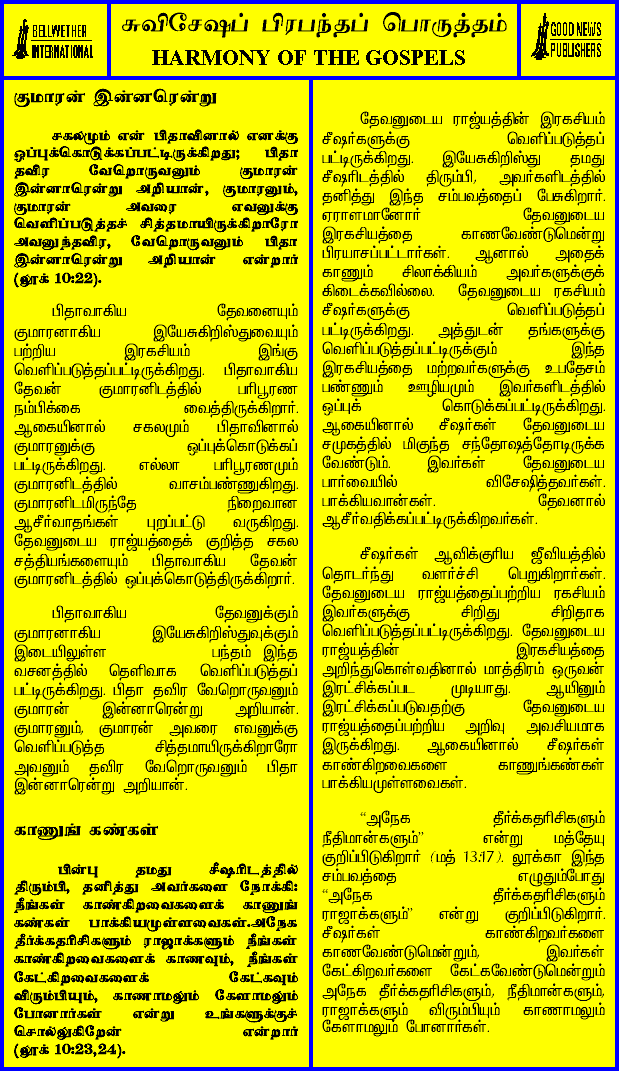 BELLWETHER
INTERNATIONAL
சுவிசேஷப் பிரபந்தப் பொருத்தம்
HARMONY OF THE GOSPELS
GOOD NEWS
PUBLISHERS
குமாரன் இன்னாரென்று
சகலமும் என் பிதாவினால் எனக்கு
ஒப்புக்கொடுக்கப்பட்டிருக்கிறது; பிதா
தவிர வேறொருவனும் குமாரன்
இன்னாரென்று அறியான், குமாரனும்,
குமாரன் அவரை எவனுக்கு
வெளிப்படுத்தச் சித்தமாயிருக்கிறாரோ
அவனுந்தவிர, வேறொருவனும் பிதா
இன்னாரென்று அறியான் என்றார்
(லூக் 10:22).
பிதாவாகிய தேவனையும்
குமாரனாகிய இயேசுகிறிஸ்துவையும்
பற்றிய இரகசியம் இங்கு
வெளிப்படுத்தப்பட்டிருக்கிறது. பிதாவாகிய
தேவன் குமாரனிடத்தில் பரிபூரண
நம்பிக்கை வைத்திருக்கிறார்.
ஆகையினால் சகலமும் பிதாவினால்
குமாரனுக்கு ஒப்புக்கொடுக்கப்
பட்டிருக்கிறது. எல்லா பரிபூரணமும்
குமாரனிடத்தில் வாசம்பண்ணுகிறது.
குமாரனிடமிருந்தே நிறைவான
ஆசீர்வாதங்கள் புறப்பட்டு வருகிறது.
தேவனுடைய ராஜ்யத்தைக் குறித்த சகல
சத்தியங்களையும் பிதாவாகிய தேவன்
குமாரனிடத்தில் ஒப்புக்கொடுத்திருக்கிறார்.
பிதாவாகிய தேவனுக்கும்
குமாரனாகிய இயேசுகிறிஸ்துவுக்கும்
இடையிலுள்ள பந்தம் இந்த
வசனத்தில் தெளிவாக வெளிப்படுத்தப்
பட்டிருக்கிறது. பிதா தவிர வேறொருவனும்
குமாரன் இன்னாரென்று அறியான்.
குமாரனும், குமாரன் அவரை எவனுக்கு
வெளிப்படுத்த சித்தமாயிருக்கிறாரோ
அவனும் தவிர வேறொருவனும் பிதா
இன்னாரென்று அறியான்.
காணுங் கண்கள்
பின்பு தமது சீஷரிடத்தில்
திரும்பி, தனித்து அவர்களை நோக்கி:
நீங்கள் காண்கிறவைகளைக் காணுங்
கண்கள் பாக்கியமுள்ளவைகள்.அநேக
தீர்க்கதரிசிகளும் ராஜாக்களும் நீங்கள்
காண்கிறவைகளைக் காணவும், நீங்கள்
கேட்கிறவைகளைக் கேட்கவும்
விரும்பியும், காணாமலும் கேளாமலும்
போனார்கள் என்று உங்களுக்குச்
சொல்லுகிறேன் என்றார்
(லூக் 10:23,24).
தேவனுடைய ராஜ்யத்தின் இரகசியம்
சீஷர்களுக்கு வெளிப்படுத்தப்
பட்டிருக்கிறது. இயேசுகிறிஸ்து தமது
சீஷரிடத்தில் திரும்பி, அவர்களிடத்தில்
தனித்து இந்த சம்பவத்தைப் பேசுகிறார்.
ஏராளமானோர் தேவனுடைய
இரகசியத்தை காணவேண்டுமென்று
பிரயாசப்பட்டார்கள். ஆனால் அதைக்
காணும் சிலாக்கியம் அவர்களுக்குக்
கிடைக்கவில்லை. தேவனுடைய ரகசியம்
சீஷர்களுக்கு வெளிப்படுத்தப்
பட்டிருக்கிறது. அத்துடன் தங்களுக்கு
வெளிப்படுத்தப்பட்டிருக்கும் இந்த
இரகசியத்தை மற்றவர்களுக்கு உபதேசம்
பண்ணும் ஊழியமும் இவர்களிடத்தில்
ஒப்புக் கொடுக்கப்பட்டிருக்கிறது.
ஆகையினால் சீஷர்கள் தேவனுடைய
சமுகத்தில் மிகுந்த சந்தோஷத்தோடிருக்க
வேண்டும். இவர்கள் தேவனுடைய
பார்வையில் விசேஷித்தவர்கள்.
பாக்கியவான்கள். தேவனால்
ஆசீர்வதிக்கப்பட்டிருக்கிறவர்கள்.
சீஷர்கள் ஆவிக்குரிய ஜீவியத்தில்
தொடர்ந்து வளர்ச்சி பெறுகிறார்கள்.
தேவனுடைய ராஜ்யத்தைப்பற்றிய ரகசியம்
இவர்களுக்கு சிறிது சிறிதாக
வெளிப்படுத்தப்பட்டிருக்கிறது. தேவனுடைய
ராஜ்யத்தின் இரகசியத்தை
அறிந்துகொள்வதினால் மாத்திரம் ஒருவன்
இரட்சிக்கப்பட முடியாது. ஆயினும்
இரட்சிக்கப்படுவதற்கு தேவனுடைய
ராஜ்யத்தைப்பற்றிய அறிவு அவசியமாக
இருக்கிறது. ஆகையினால் சீஷர்கள்
காண்கிறவைகளை காணுங்கண்கள்
பாக்கியமுள்ளவைகள்.
“அநேக தீர்க்கதரிசிகளும்
நீதிமான்களும்” என்று மத்தேயு
குறிப்பிடுகிறார் (மத் 13:17). லூக்கா இந்த
சம்பவத்தை எழுதும்போது
“அநேக தீர்க்கதரிசிகளும்
ராஜாக்களும்” என்று குறிப்பிடுகிறார்.
சீஷர்கள் காண்கிறவர்களை
காணவேண்டுமென்றும், இவர்கள்
கேட்கிறவர்களை கேட்கவேண்டுமென்றும்
அநேக தீர்க்கதரிசிகளும், நீதிமான்களும்,
ராஜாக்களும் விரும்பியும் காணாமலும்
கேளாமலும் போனார்கள்.